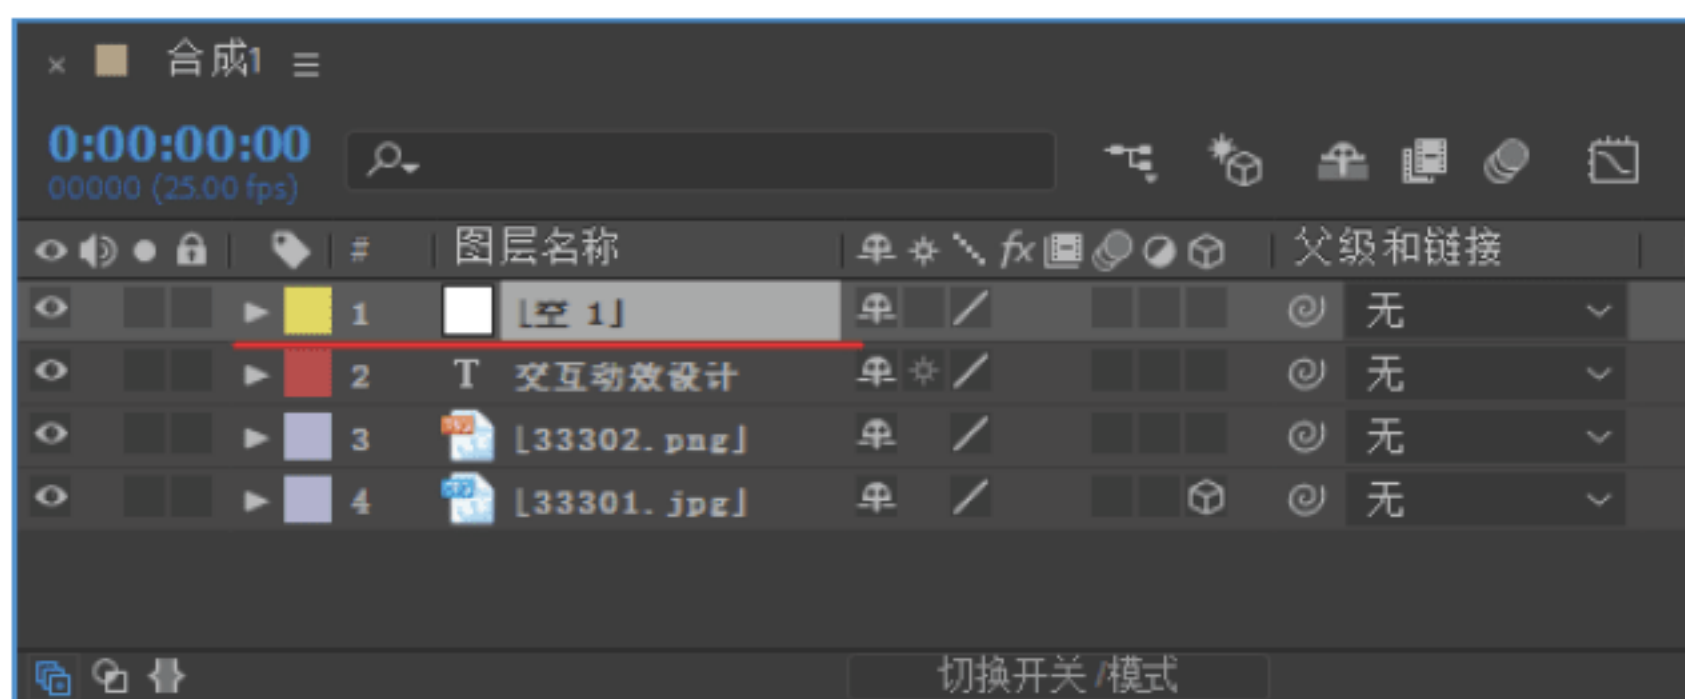 × 合成1 ≡
0:00:00:00
00000 (25.00 fps)
# 图层名称 fx 父级和链接
1 [空 1] 无
2 T 交互动效设计 无
3 [33302.png] 无
4 [33301.jpg] 无
切换开关/模式